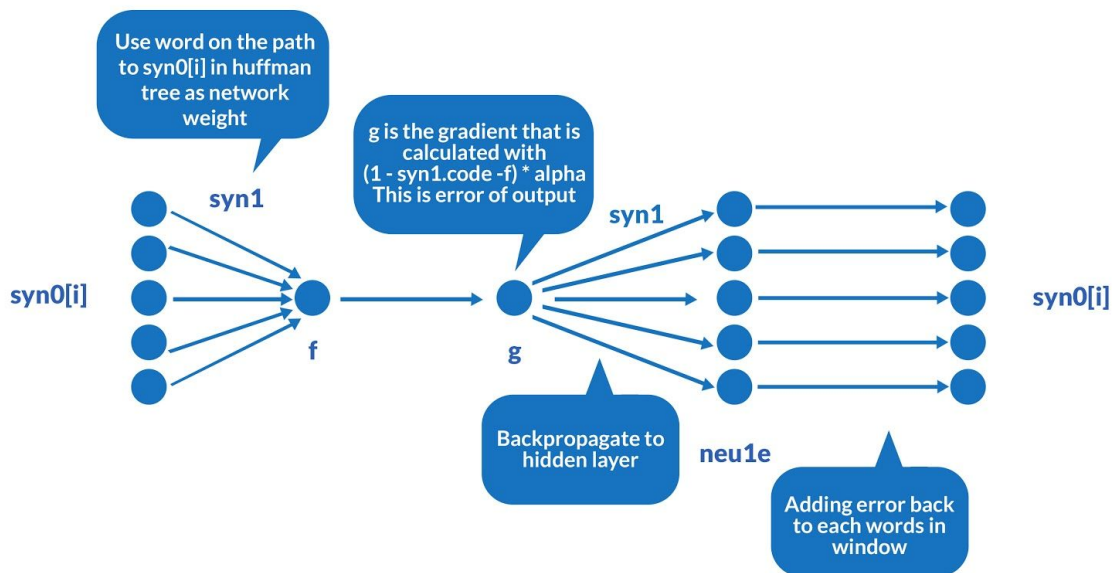 Use word on the path
to syn0[i] in huffman
tree as network
weight
g is the gradient that is
calculated with
(1 - syn1.code -f) * alpha
This is error of output
syn1
syn1
syn0[i]
syn0[i]
f
g
Backpropagate to
hidden layer
neu1e
Adding error back
to each words in
window